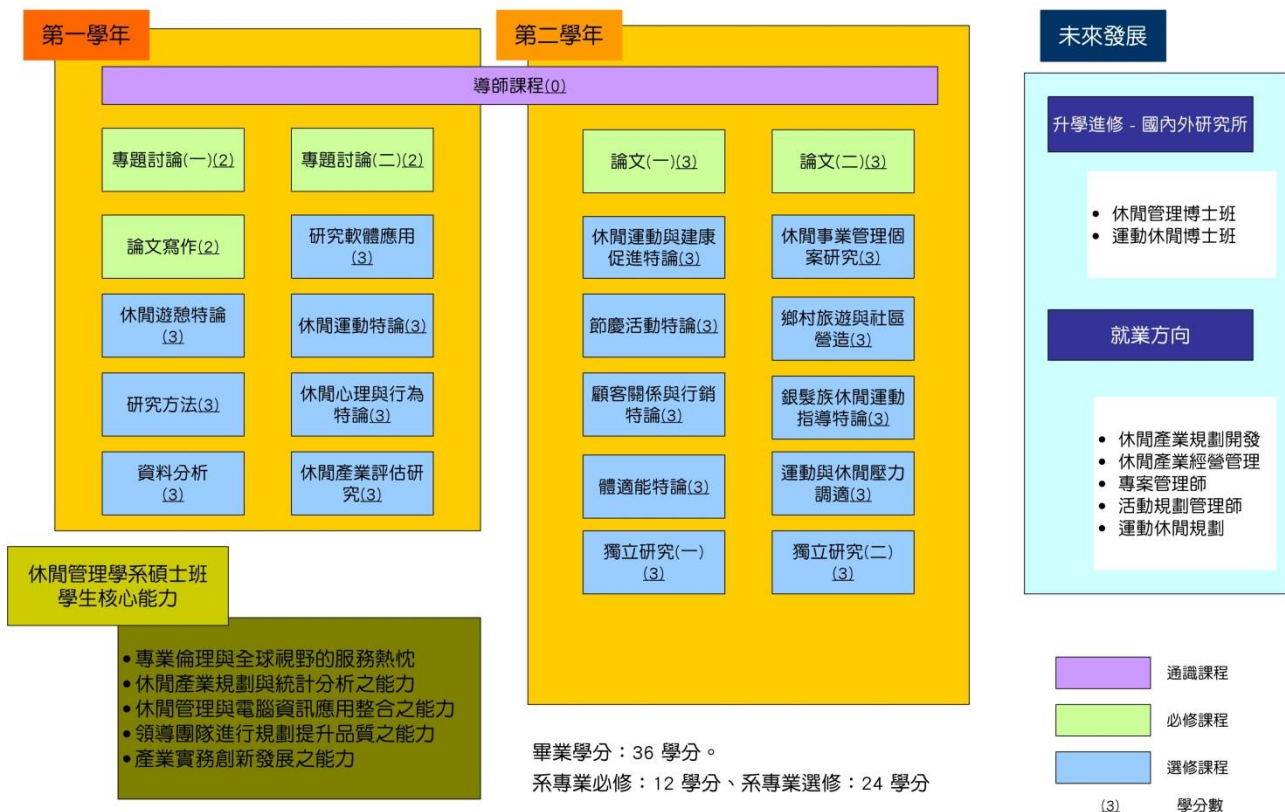 第一學年
第二學年
未來發展
導師課程(0)
專題討論(一)(2)
專題討論(二)(2)
論文寫作(2)
研究軟體應用
(3)
休閒遊憩特論
(3)
休閒運動特論(3)
研究方法(3)
休閒心理與行為
特論(3)
資料分析
(3)
休閒產業評估研
究(3)
論文(一)(3)
論文(二)(3)
休閒運動與建康
促進特論(3)
休閒事業管理個
案研究(3)
節慶活動特論(3)
鄉村旅遊與社區
營造(3)
顧客關係與行銷
特論(3)
銀髮族休閒運動
指導特論(3)
體適能特論(3)
運動與休閒壓力
調適(3)
獨立研究(一)
(3)
獨立研究(二)
(3)
升學進修 - 國內外研究所
• 休閒管理博士班
• 運動休閒博士班
就業方向
• 休閒產業規劃開發
• 休閒產業經營管理
• 專案管理師
• 活動規劃管理師
• 運動休閒規劃
休閒管理學系碩士班
學生核心能力
• 專業倫理與全球視野的服務熱忱
• 休閒產業規劃與統計分析之能力
• 休閒管理與電腦資訊應用整合之能力
• 領導團隊進行規劃提升品質之能力
• 產業實務創新發展之能力
畢業學分：36 學分。
系專業必修：12 學分、系專業選修：24 學分
通識課程
必修課程
選修課程
(3) 學分數